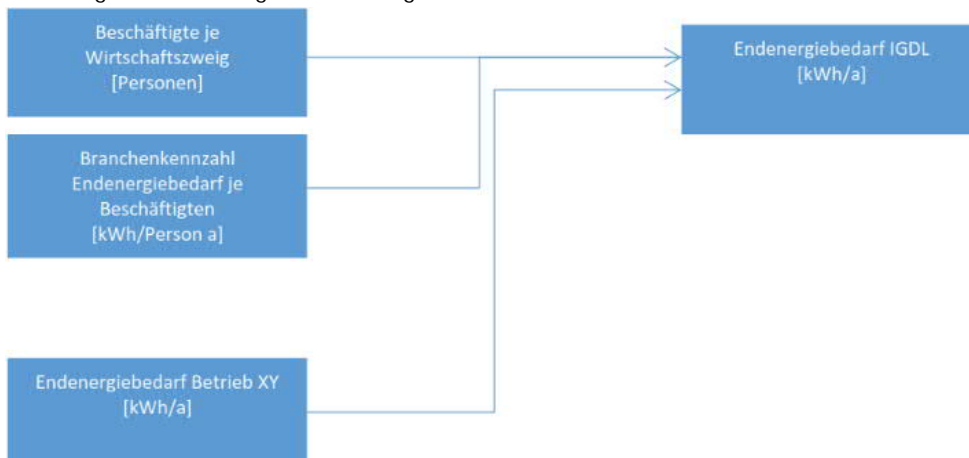 Beschäftigte je
Wirtschaftszweig
[Personen]
Endenergiebedarf IGDL
[kWh/a]
Branchenkennzahl
Endenergiebedarf je
Beschäftigten
[kWh/Person a]
Endenergiebedarf Betrieb XY
[kWh/a]